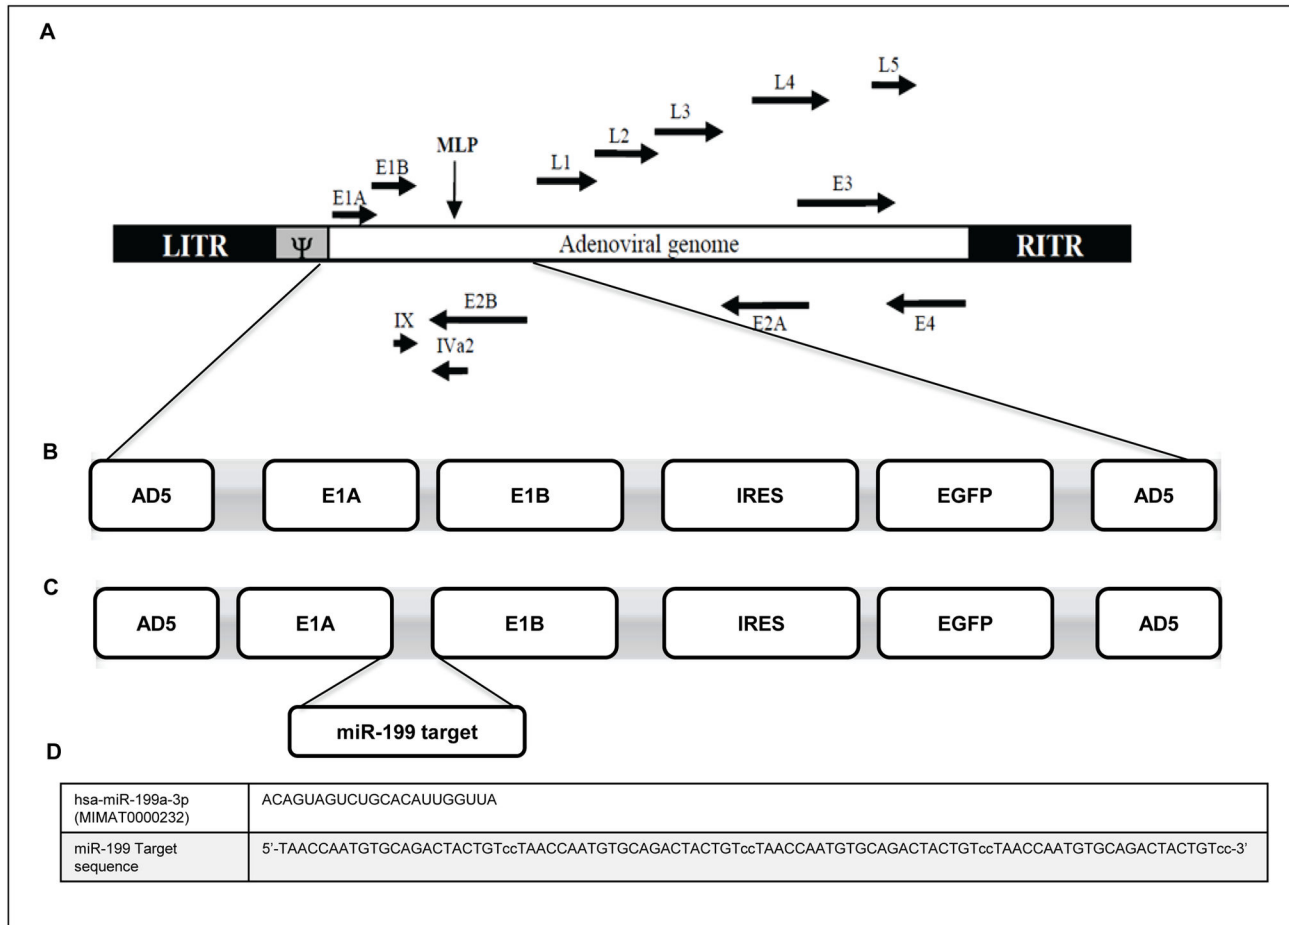 A
L5
L4
L3
L2
MLP
L1
E1B
E3
E1A
LITR
Ψ
Adenoviral genome
RITR
E2B
IX
E2A
E4
IVa2
B
AD5
E1A
E1B
IRES
EGFP
AD5
C
AD5
E1A
E1B
IRES
EGFP
AD5
miR-199 target
D
hsa-miR-199a-3p
(MIMAT0000232)
ACAGUAGUCUGCACAUUGGUUA
miR-199 Target
sequence
5'-TAACCAATGTGCAGACTACTGTccTAACCAATGTGCAGACTACTGTccTAACCAATGTGCAGACTACTGTccTAACCAATGTGCAGACTACTGTcc-3'